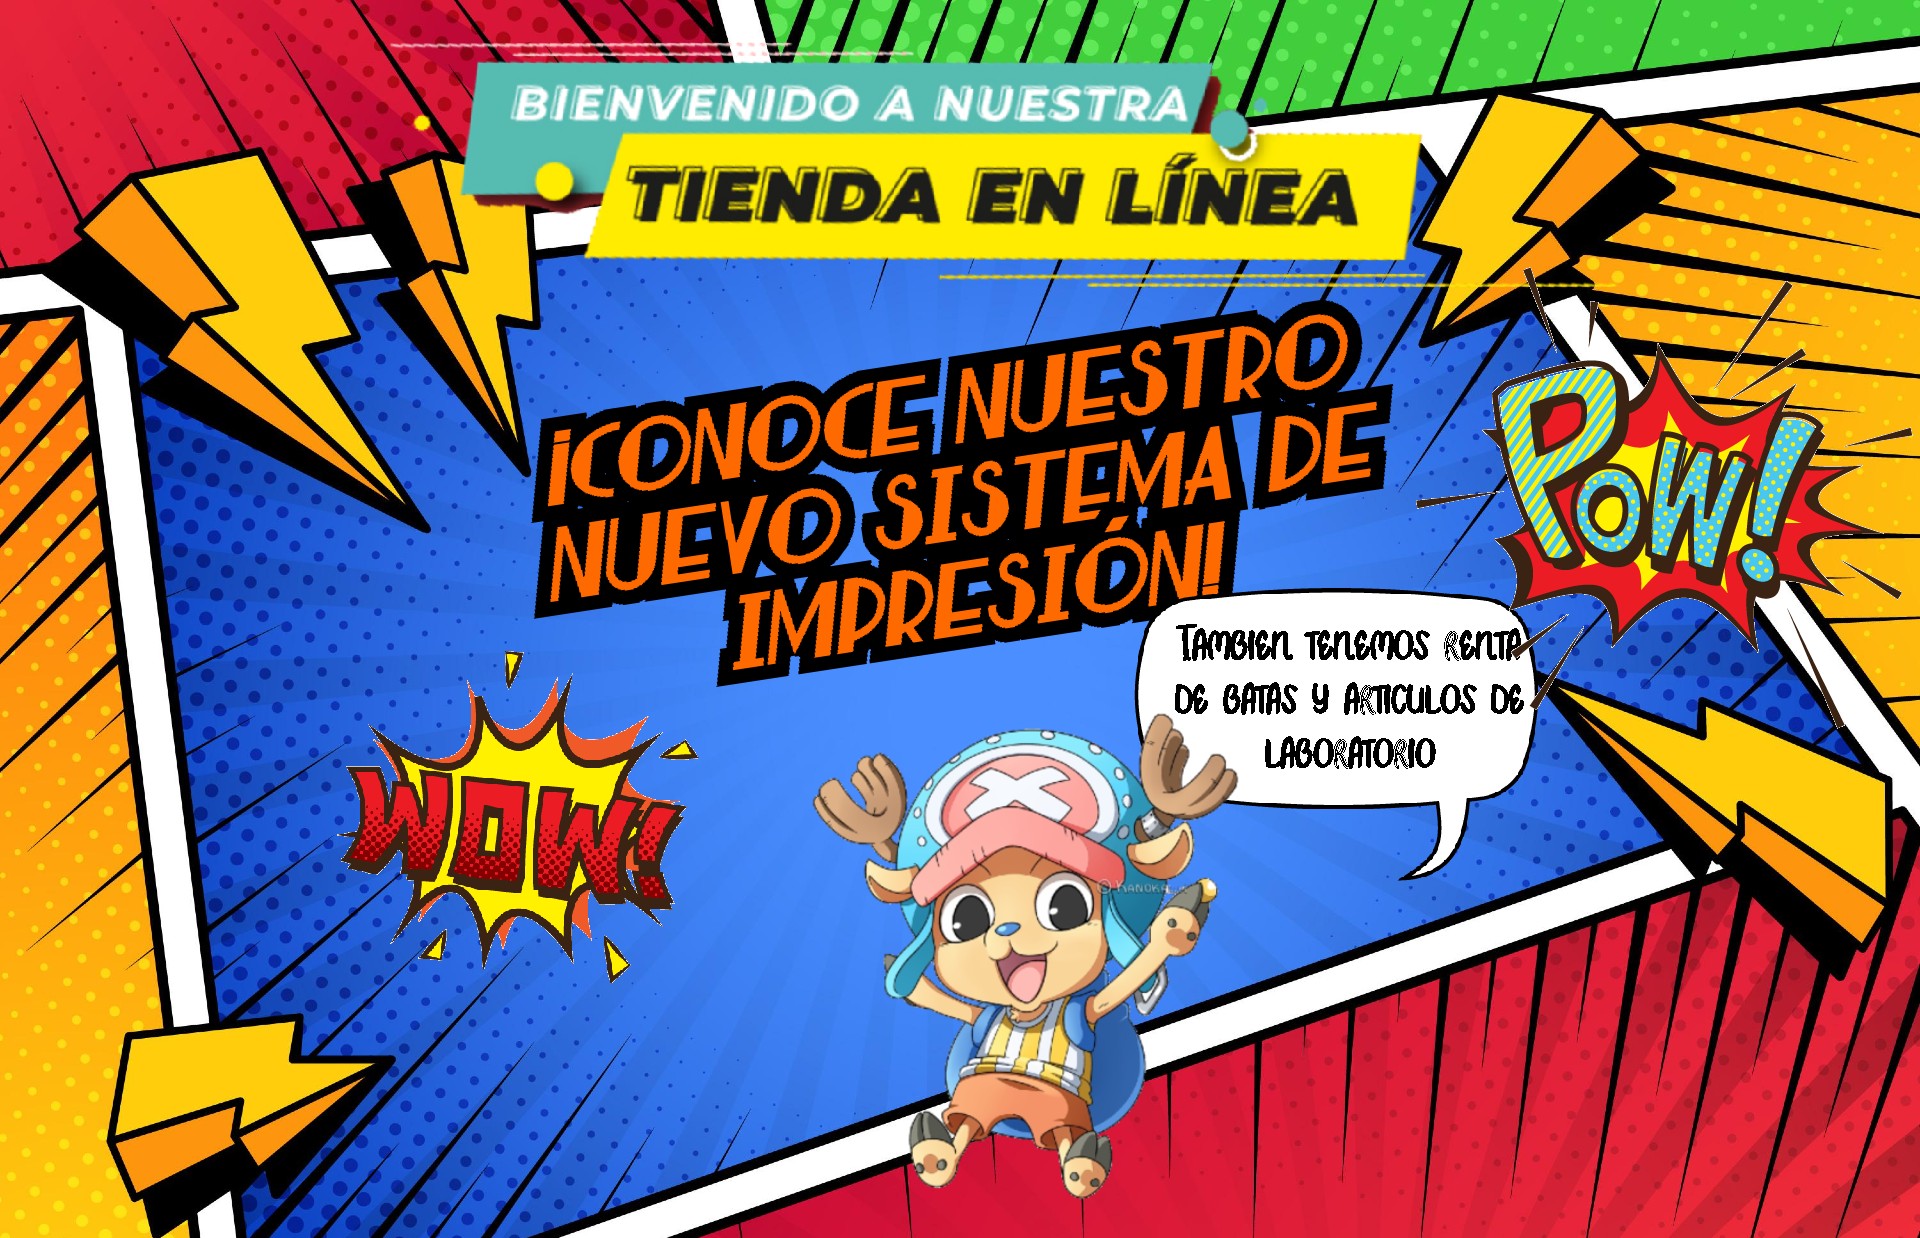 BIENVENIDO A NUESTRA
TIENDA EN LÍNEA
¡CONOCE NUESTRO
NUEVO SISTEMA DE
IMPRESIÓN!
POW!
TAMBIEN TENEMOS RENTA
DE BATAS Y ARTICULOS DE
LABORATORIO
WOW!
© KANOKA